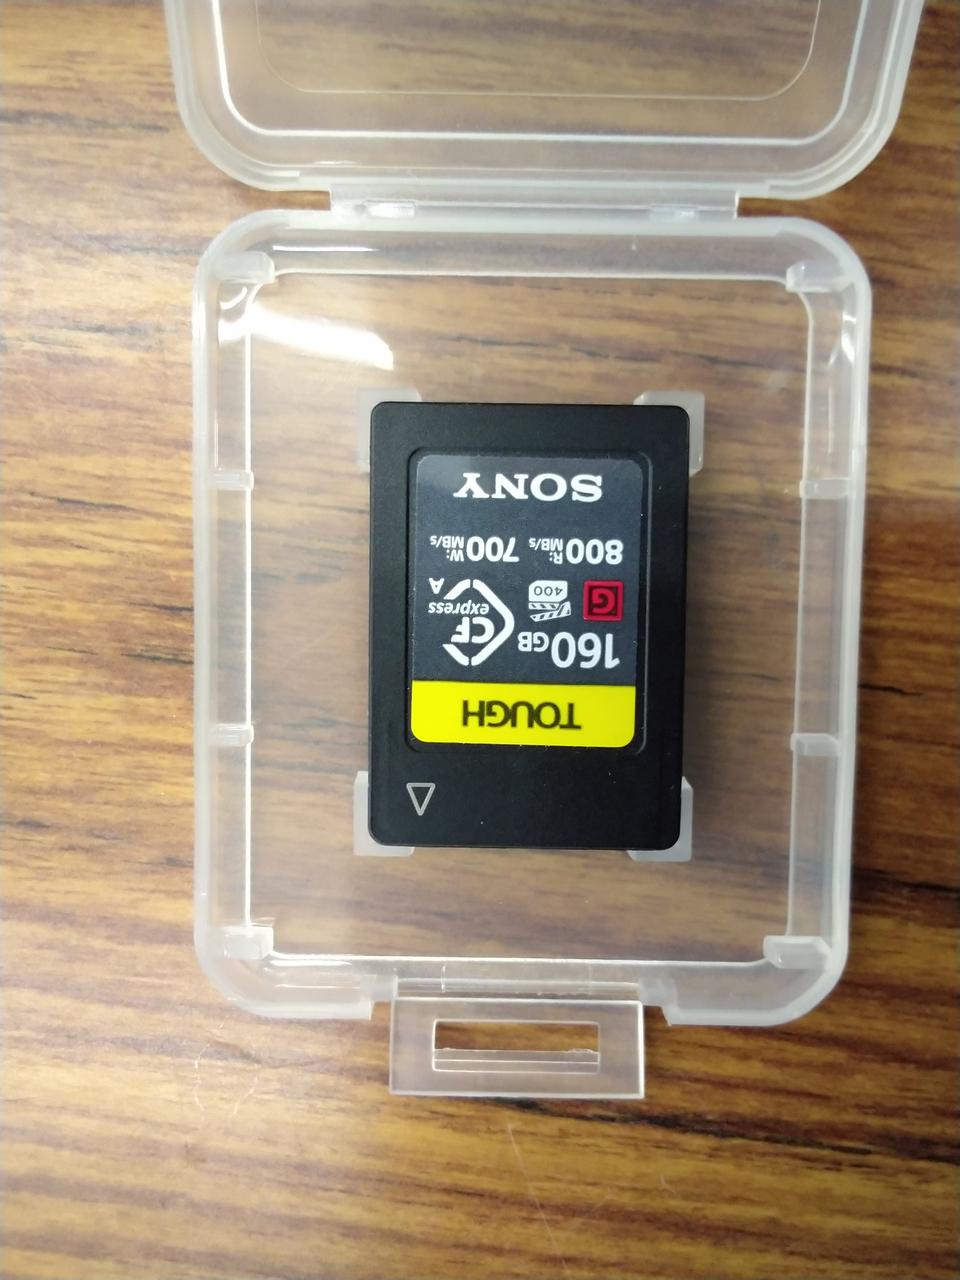 TOUGH
160GB
CF express A
G 400
800 R: MB/s 700 W: MB/s
SONY